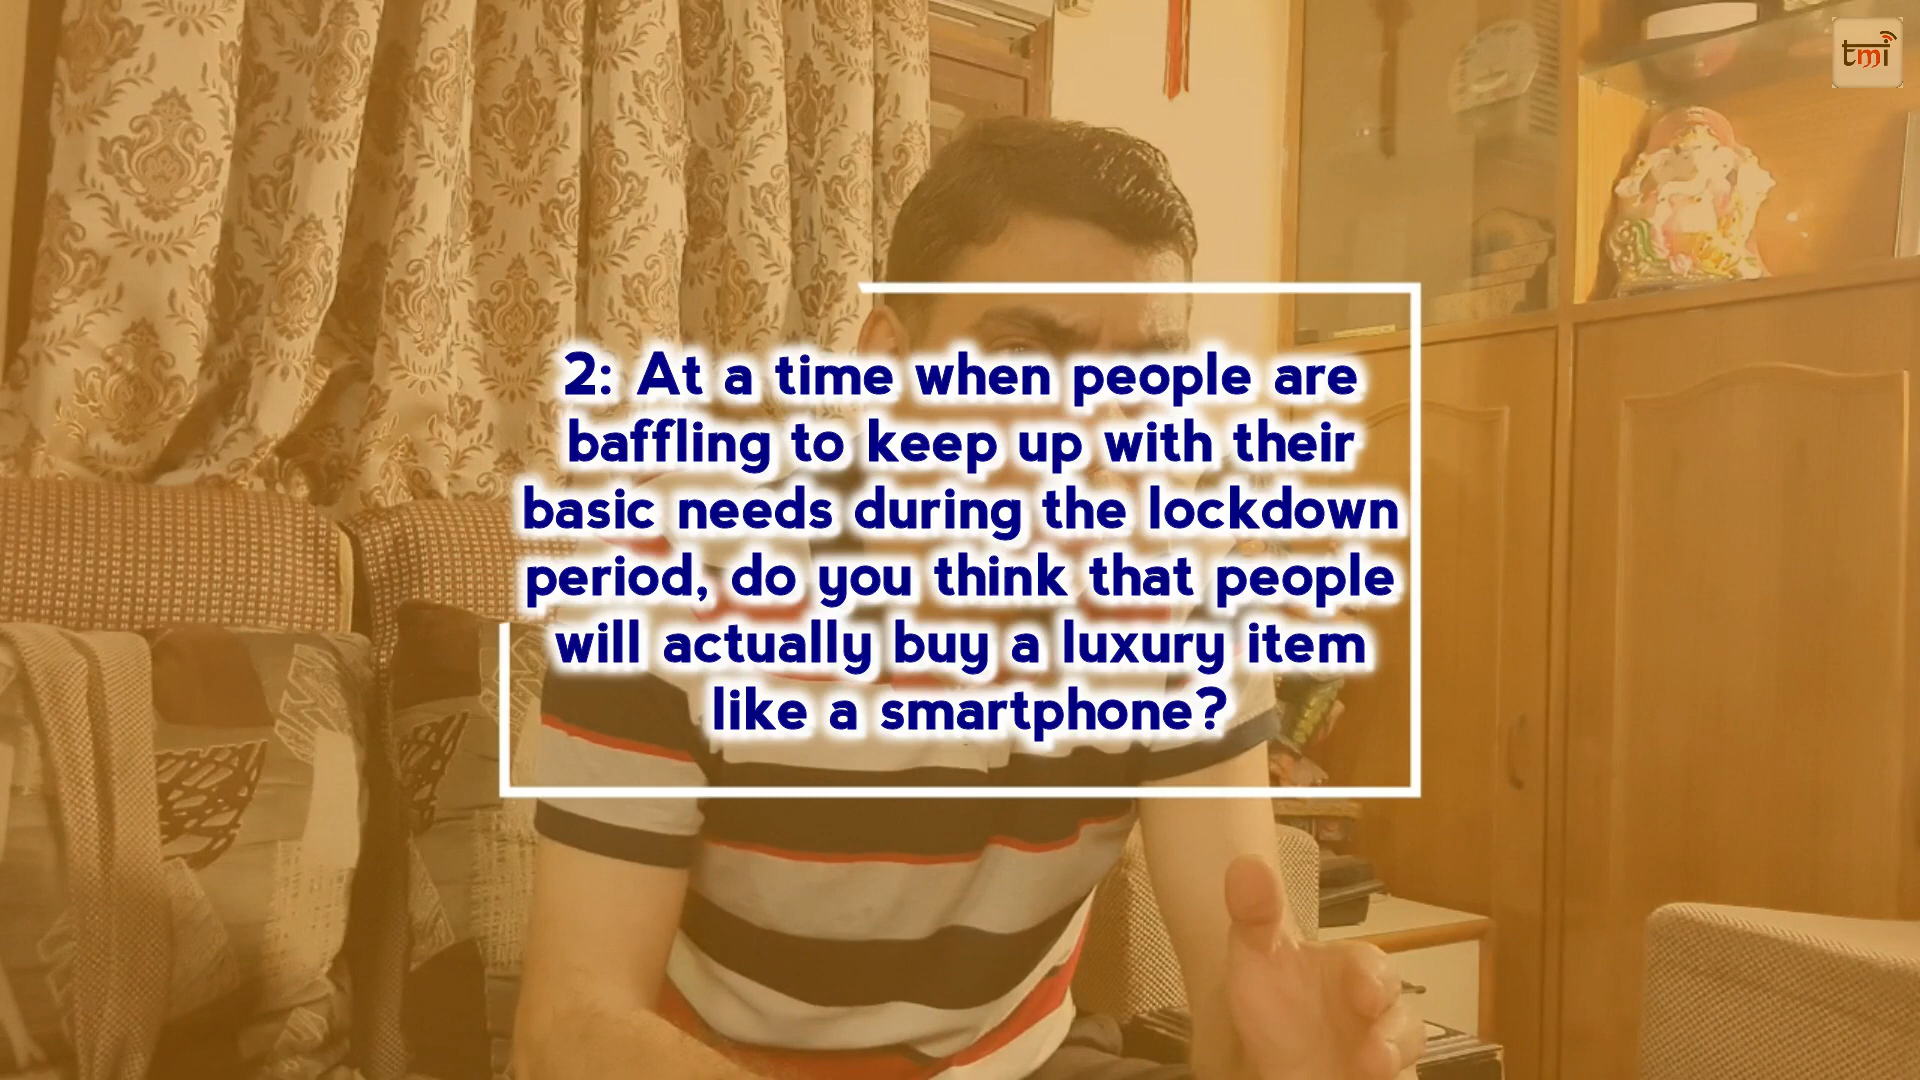 tmi
2: At a time when people are
baffling to keep up with their
basic needs during the lockdown
period, do you think that people
will actually buy a luxury item
like a smartphone?